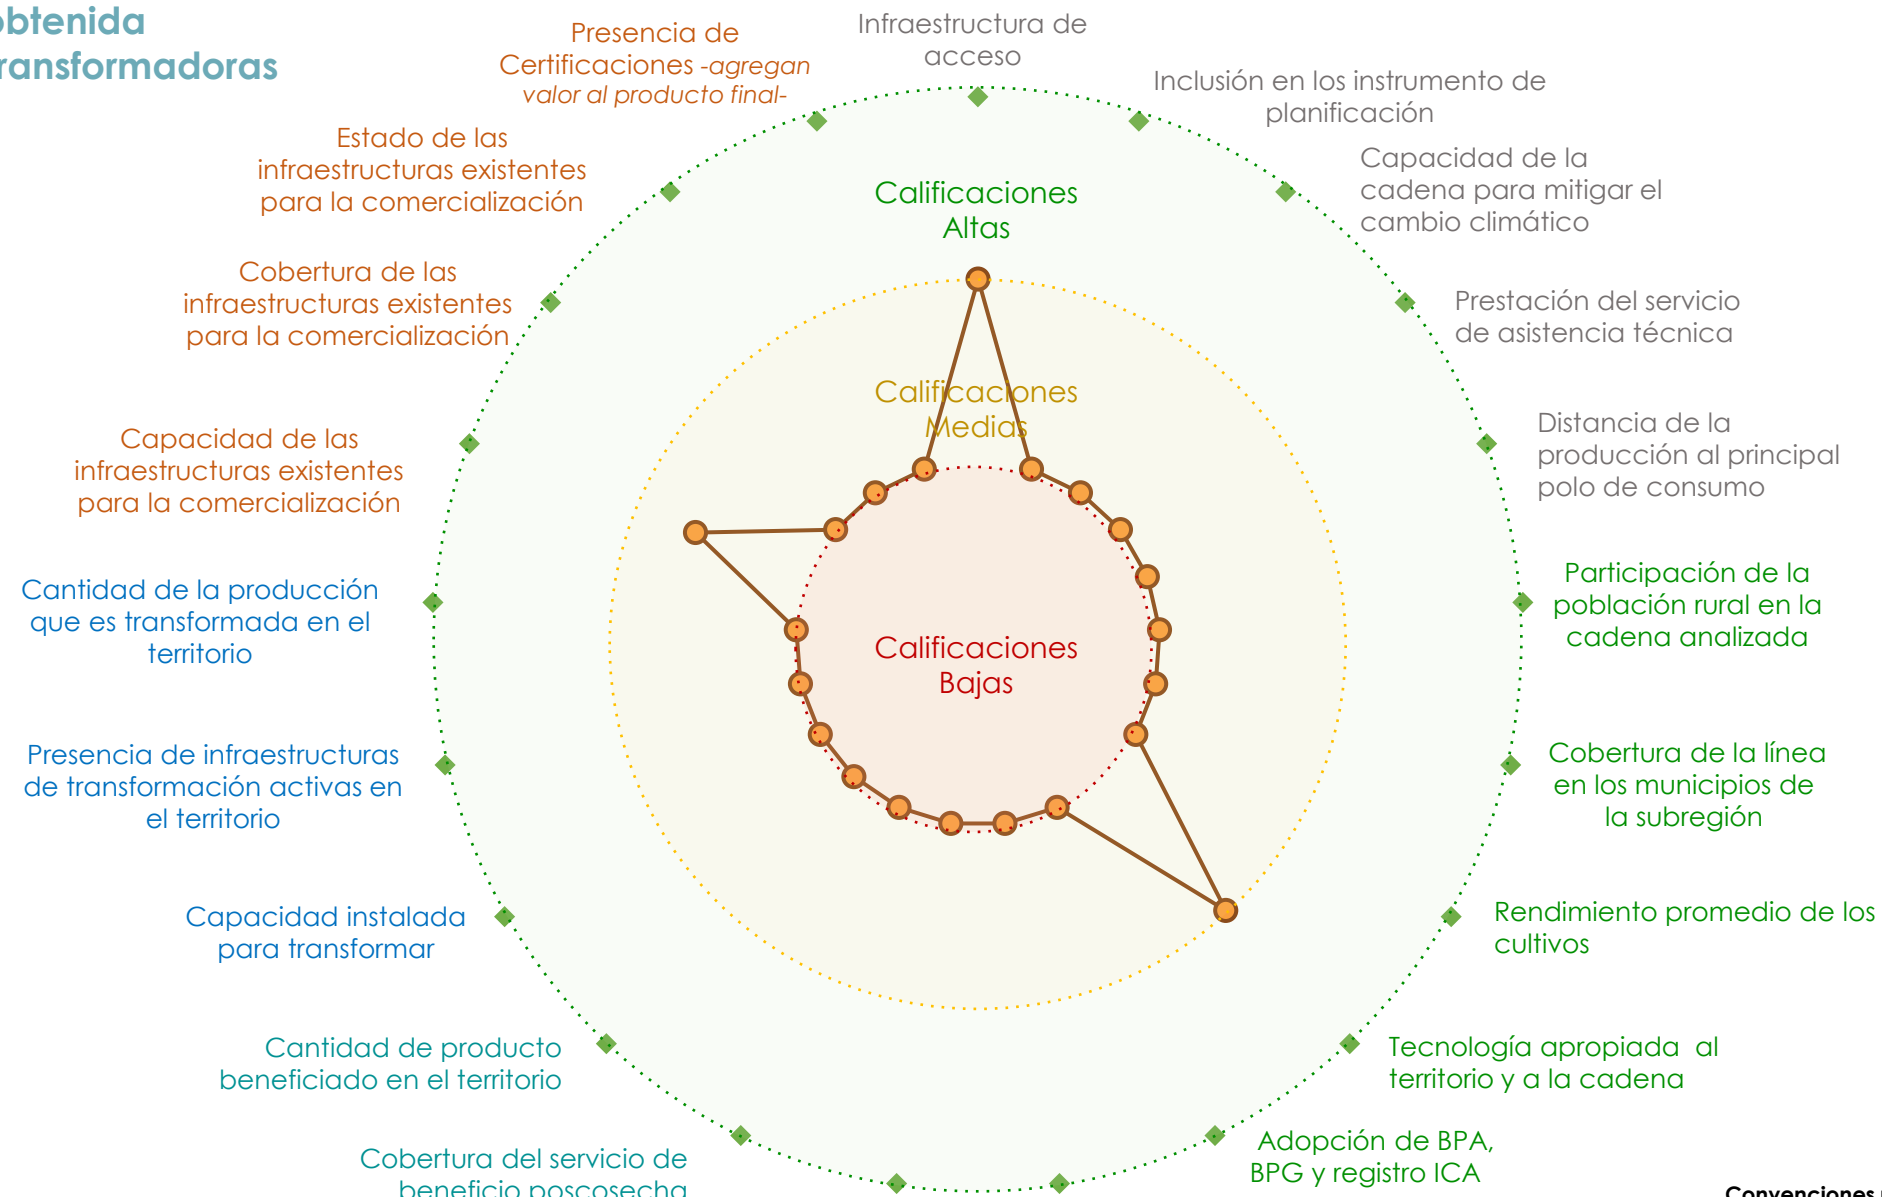 obtenida
transformadoras
Infraestructura de
acceso
Inclusión en los instrumento de
planificación
Capacidad de la
cadena para mitigar el
cambio climático
Prestación del servicio
de asistencia técnica
Distancia de la
producción al principal
polo de consumo
Participación de la
población rural en la
cadena analizada
Cobertura de la línea
en los municipios de
la subregión
Rendimiento promedio de los
cultivos
Tecnología apropiada al
territorio y a la cadena
Adopción de BPA,
BPG y registro ICA
Cobertura del servicio de
beneficio poscosecha
Cantidad de producto
beneficiado en el territorio
Capacidad instalada
para transformar
Presencia de infraestructuras
de transformación activas en
el territorio
Cantidad de la producción
que es transformada en el
territorio
Capacidad de las
infraestructuras existentes
para la comercialización
Cobertura de las
infraestructuras existentes
para la comercialización
Estado de las
infraestructuras existentes
para la comercialización
Presencia de
Certificaciones -agregan
valor al producto final-
Calificaciones
Altas
Calificaciones
Medias
Calificaciones
Bajas
Convenciones